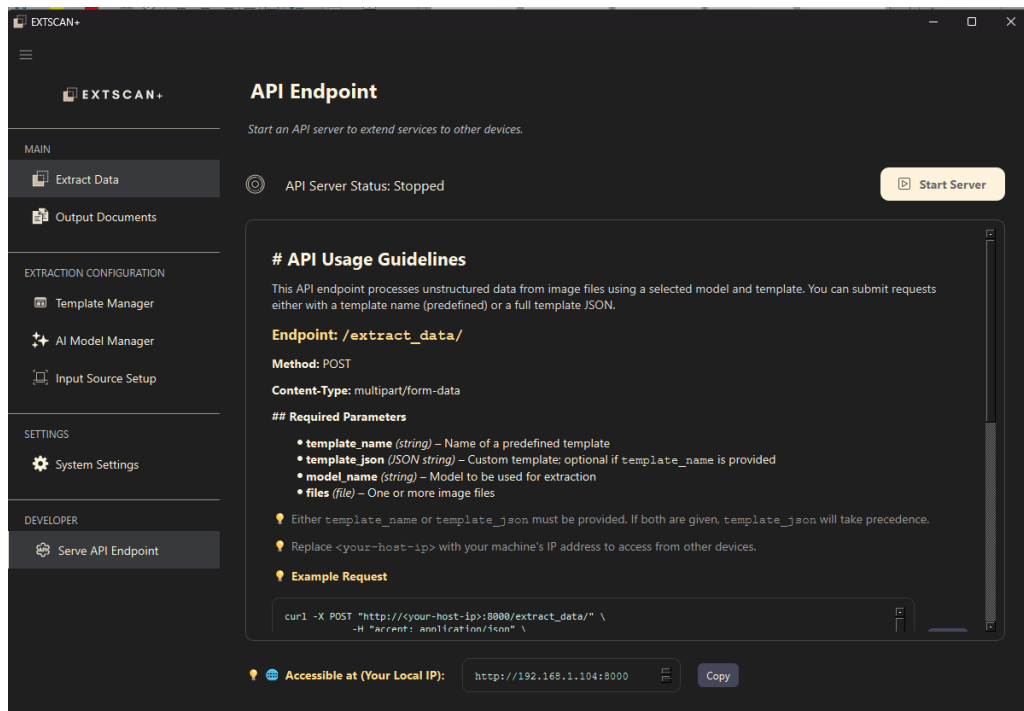 EXTSCAN+
EXTSCAN+
MAIN
Extract Data
Output Documents
EXTRACTION CONFIGURATION
Template Manager
AI Model Manager
Input Source Setup
SETTINGS
System Settings
DEVELOPER
Serve API Endpoint
API Endpoint
Start an API server to extend services to other devices.
API Server Status: Stopped
Start Server
# API Usage Guidelines
This API endpoint processes unstructured data from image files using a selected model and template. You can submit requests
either with a template name (predefined) or a full template JSON.
Endpoint: /extract_data/
Method: POST
Content-Type: multipart/form-data
## Required Parameters
• template_name (string) – Name of a predefined template
• template_json (JSON string) – Custom template; optional if template_name is provided
• model_name (string) – Model to be used for extraction
• files (file) – One or more image files
💡 Either template_name or template_json must be provided. If both are given, template_json will take precedence.
💡 Replace <your-host-ip> with your machine's IP address to access from other devices.
💡 Example Request
curl -X POST "http://<your-host-ip>:8000/extract_data/" \
-H "accept: application/json" \
💡 🌐 Accessible at (Your Local IP):
http://192.168.1.104:8000
Copy